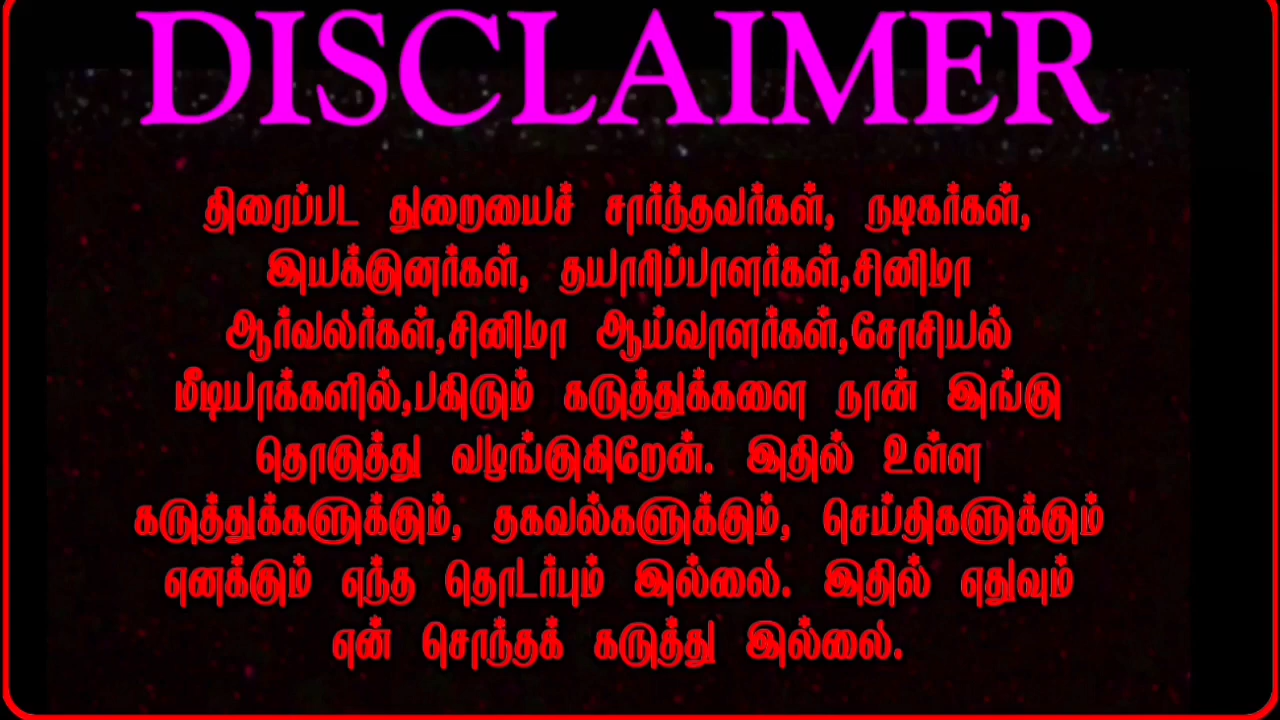 DISCLAIMER
திரைப்பட துறையைச் சார்ந்தவர்கள், நடிகர்கள்,
இயக்குனர்கள், தயாரிப்பாளர்கள்,சினிமா
ஆர்வலர்கள்,சினிமா ஆய்வாளர்கள்,சோசியல்
மீடியாக்களில்,பகிரும் கருத்துக்களை நான் இங்கு
தொகுத்து வழங்குகிறேன். இதில் உள்ள
கருத்துக்களுக்கும், தகவல்களுக்கும், செய்திகளுக்கும்
எனக்கும் எந்த தொடர்பும் இல்லை. இதில் எதுவும்
என் சொந்தக் கருத்து இல்லை.